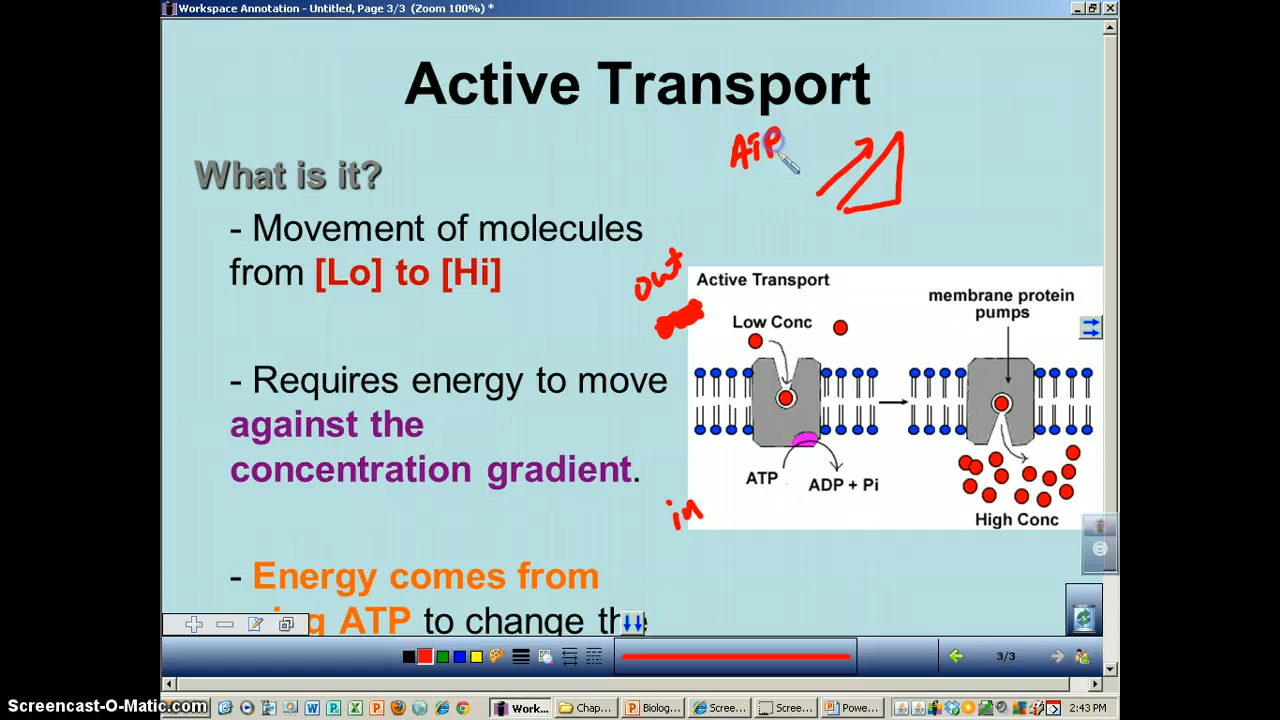 Workspace Annotation - Untitled, Page 3/3 (Zoom 100%) *
Active Transport
ATP
What is it?
- Movement of molecules
from [Lo] to [Hi]
out
Active Transport
membrane protein
pumps
Low Conc
- Requires energy to move
against the
concentration gradient.
ATP
ADP + Pi
in
High Conc
- Energy comes from
ATP to change
3/3
Screencast-O-Matic.com
Work...
Chap...
Biolog...
Scree...
Scree...
Powe...
2:43 PM